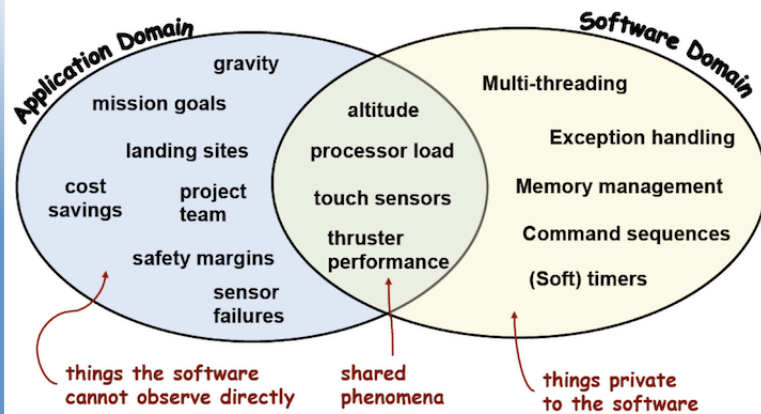 Application Domain
Software Domain
gravity
mission goals
landing sites
cost
savings
project
team
safety margins
sensor
failures
altitude
processor load
touch sensors
thruster
performance
Multi-threading
Exception handling
Memory management
Command sequences
(Soft) timers
things the software
cannot observe directly
shared
phenomena
things private
to the software